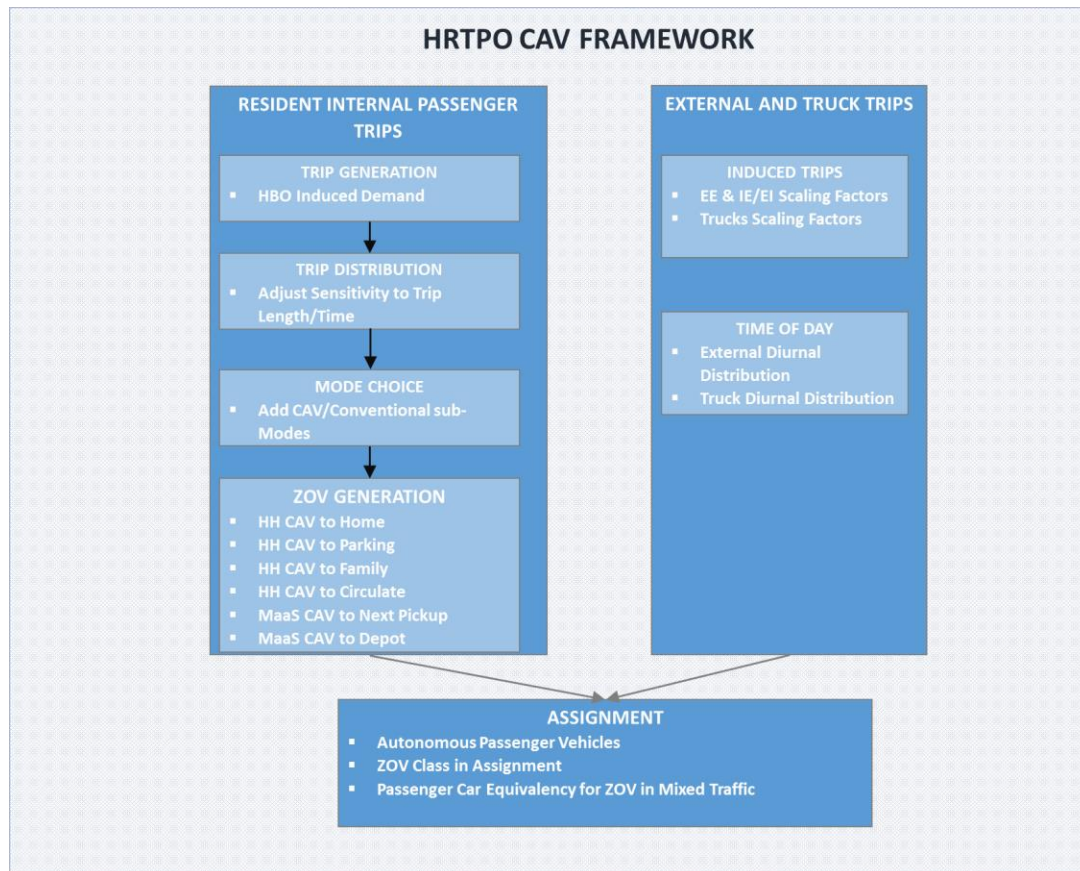 HRTPO CAV FRAMEWORK
RESIDENT INTERNAL PASSENGER
TRIPS
TRIP GENERATION
▪ HBO Induced Demand
TRIP DISTRIBUTION
▪ Adjust Sensitivity to Trip
Length/Time
MODE CHOICE
▪ Add CAV/Conventional sub-
Modes
ZOV GENERATION
▪ HH CAV to Home
▪ HH CAV to Parking
▪ HH CAV to Family
▪ HH CAV to Circulate
▪ MaaS CAV to Next Pickup
▪ MaaS CAV to Depot
EXTERNAL AND TRUCK TRIPS
INDUCED TRIPS
▪ EE & IE/EI Scaling Factors
▪ Trucks Scaling Factors
TIME OF DAY
▪ External Diurnal
Distribution
▪ Truck Diurnal Distribution
ASSIGNMENT
▪ Autonomous Passenger Vehicles
▪ ZOV Class in Assignment
▪ Passenger Car Equivalency for ZOV in Mixed Traffic